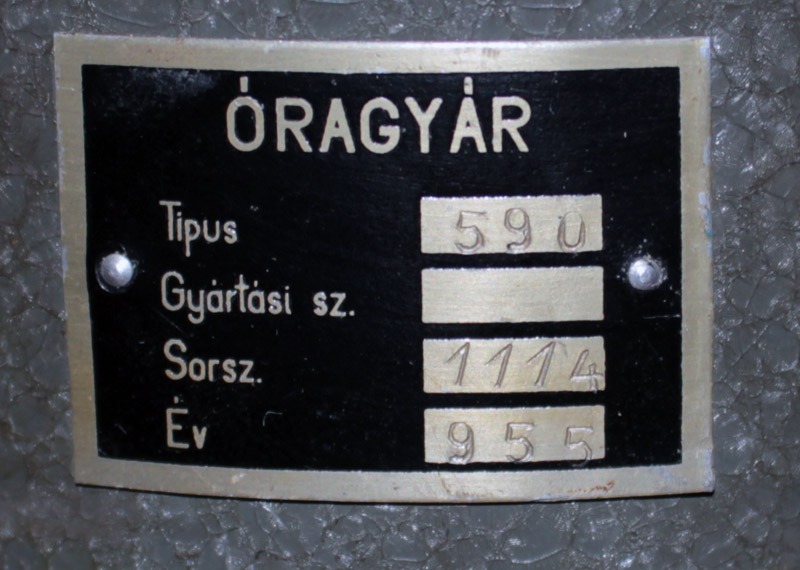 ÓRAGYÁR
Tipus 590
Gyártási sz.
Sorsz. 1114
Év 955